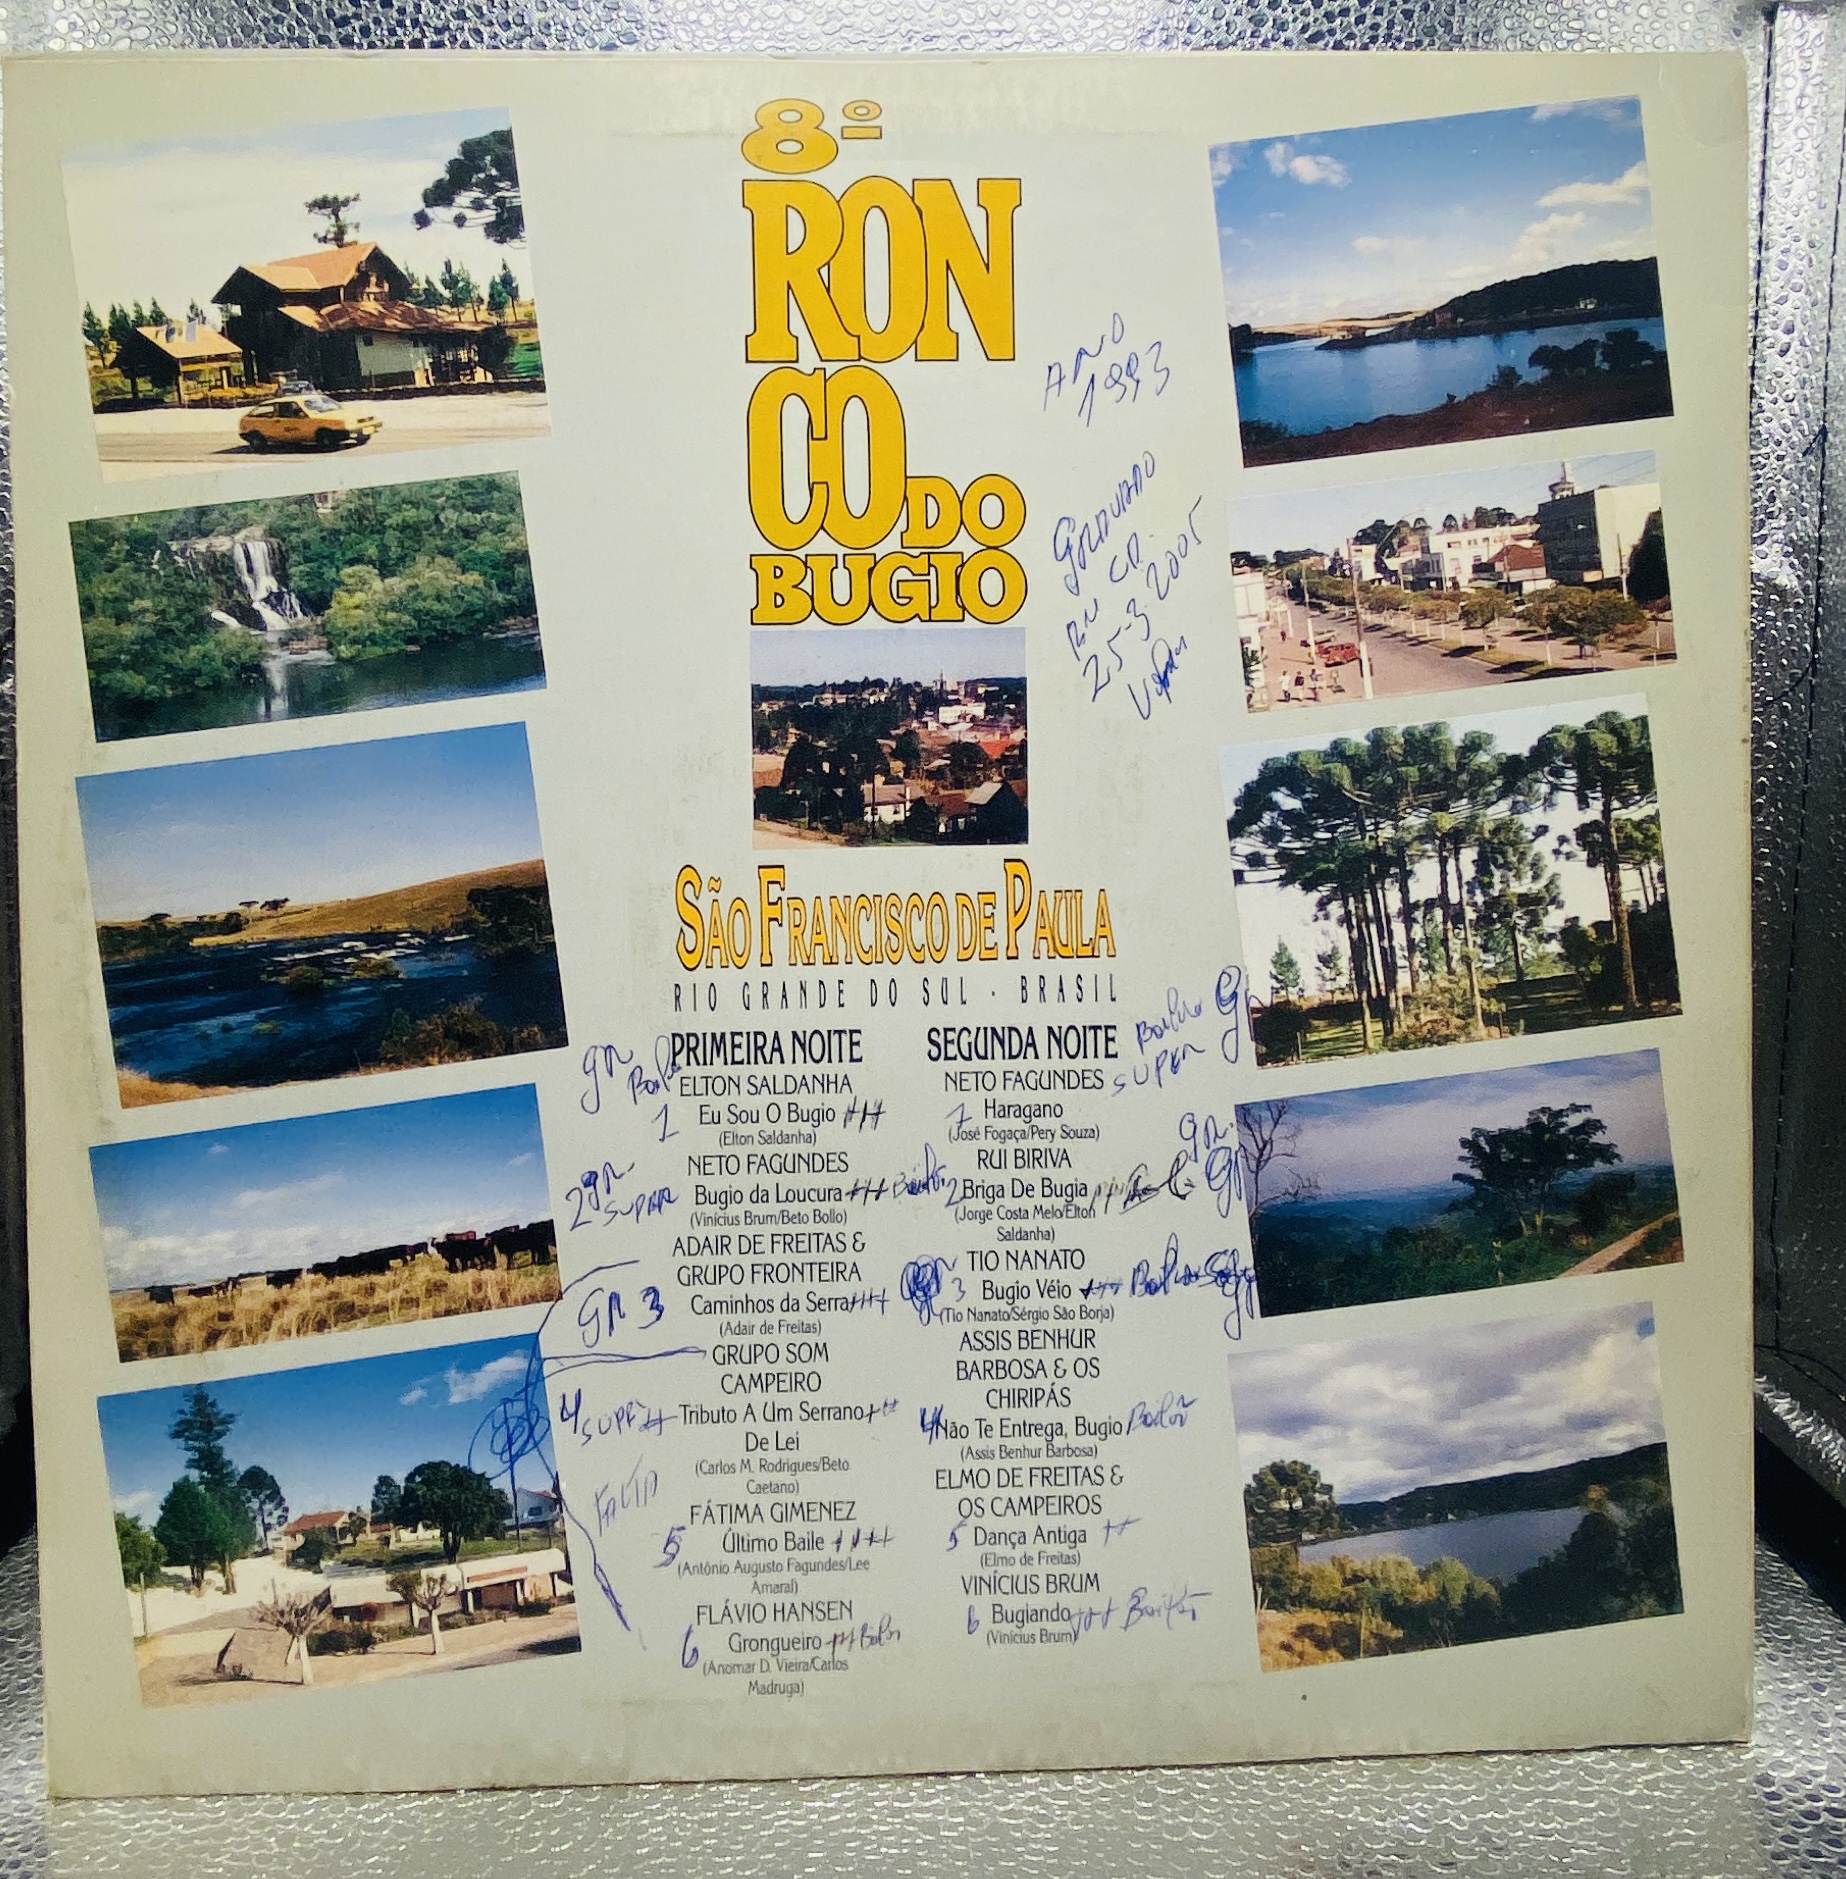 8º
RON
CO DO
BUGIO
ANO
1993
GRAVADO
EM CD.
25-3-2005
SÃO FRANCISCO DE PAULA
RIO GRANDE DO SUL - BRASIL
PRIMEIRA NOITE
ELTON SALDANHA
1 Eu Sou O Bugio +++
(Elton Saldanha)
NETO FAGUNDES
2 gr. SUPER Bugio da Loucura +++
(Vinícius Brum/Beto Bollo)
ADAIR DE FREITAS &
GRUPO FRONTEIRA
GR 3 Caminhos da Serra +++
(Adair de Freitas)
GRUPO SOM
CAMPEIRO
4 Tributo A Um Serrano +++
De Lei
(Carlos M. Rodrigues/Beto
Caetano)
FÁTIMA GIMENEZ
5 Último Baile ++++
(Antônio Augusto Fagundes/Lee
Amaral)
FLÁVIO HANSEN
6 Grongueiro
(Anomar D. Vieira/Carlos
Madruga)
SEGUNDA NOITE
NETO FAGUNDES SUPER
1 Haragano
(José Fogaça/Pery Souza)
RUI BIRIVA
2 Briga De Bugia
(Jorge Costa Melo/Elton
Saldanha)
TIO NANATO
3 Bugio Véio +++
(Tio Nanato/Sérgio São Borja)
ASSIS BENHUR
BARBOSA & OS
CHIRIPÁS
4 Não Te Entrega, Bugio
(Assis Benhur Barbosa)
ELMO DE FREITAS &
OS CAMPEIROS
5 Dança Antiga ++
(Elmo de Freitas)
VINÍCIUS BRUM
6 Bugiando +++
(Vinícius Brum)